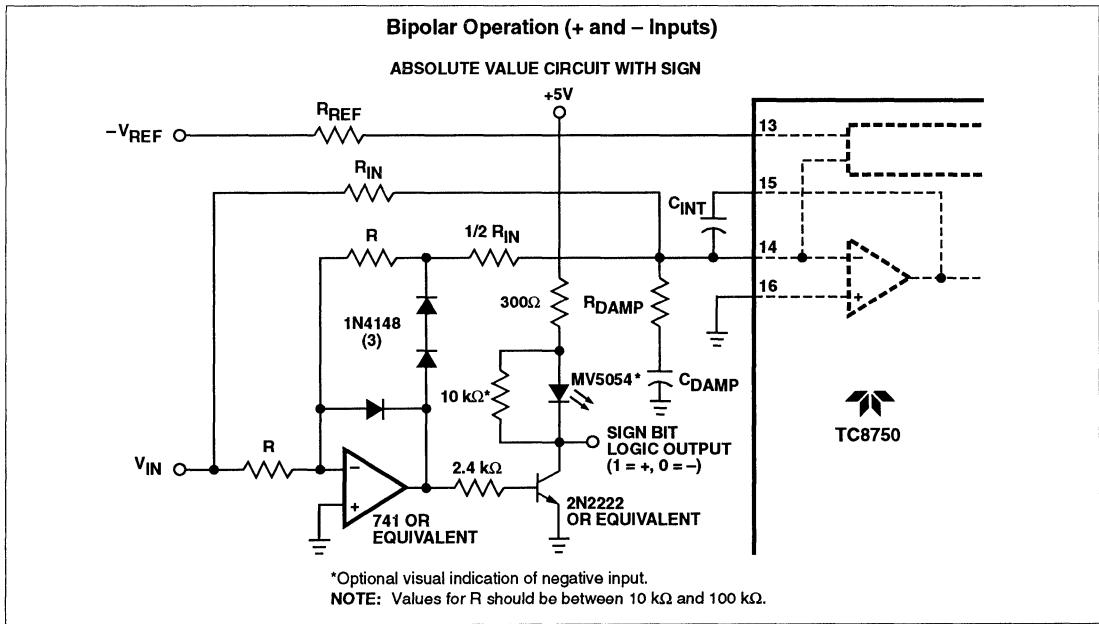 Bipolar Operation (+ and – Inputs)
ABSOLUTE VALUE CIRCUIT WITH SIGN
+5V
RREF
–VREF
13
RIN
15
CINT
R
1/2 RIN
14
16
300Ω
RDAMP
1N4148
(3)
MV5054*
CDAMP
10 kΩ*
TC8750
SIGN BIT
LOGIC OUTPUT
(1 = +, 0 = –)
VIN
R
–
+
–
+
2.4 kΩ
2N2222
OR EQUIVALENT
741 OR
EQUIVALENT
*Optional visual indication of negative input.
NOTE: Values for R should be between 10 kΩ and 100 kΩ.